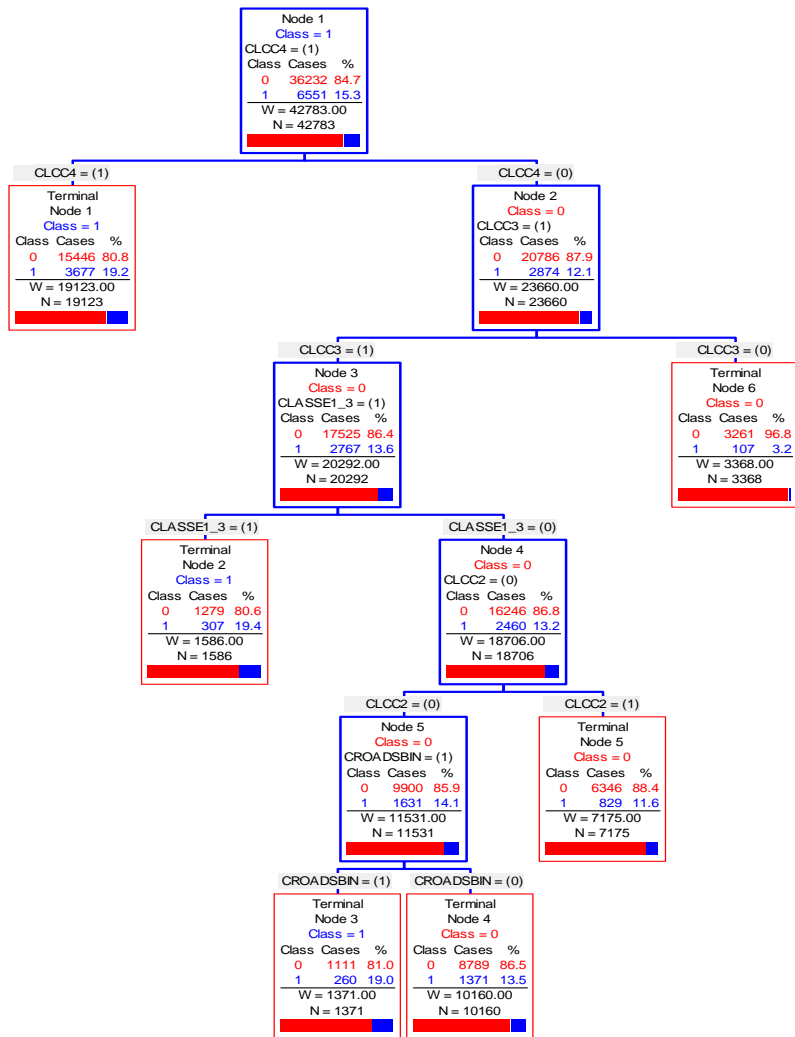 Node 1
Class = 1
CLCC4 = (1)
Class Cases %
0 36232 84.7
1 6551 15.3
W = 42783.00
N = 42783
CLCC4 = (1)
CLCC4 = (0)
Terminal
Node 1
Class = 1
Class Cases %
0 15446 80.8
1 3677 19.2
W = 19123.00
N = 19123
Node 2
Class = 0
CLCC3 = (1)
Class Cases %
0 20786 87.9
1 2874 12.1
W = 23660.00
N = 23660
CLCC3 = (1)
CLCC3 = (0)
Node 3
Class = 0
CLASSE1_3 = (1)
Class Cases %
0 17525 86.4
1 2767 13.6
W = 20292.00
N = 20292
Terminal
Node 6
Class = 0
Class Cases %
0 3261 96.8
1 107 3.2
W = 3368.00
N = 3368
CLASSE1_3 = (1)
CLASSE1_3 = (0)
Terminal
Node 2
Class = 1
Class Cases %
0 1279 80.6
1 307 19.4
W = 1586.00
N = 1586
Node 4
Class = 0
CLCC2 = (0)
Class Cases %
0 16246 86.8
1 2460 13.2
W = 18706.00
N = 18706
CLCC2 = (0)
CLCC2 = (1)
Node 5
Class = 0
CROADSBIN = (1)
Class Cases %
0 9900 85.9
1 1631 14.1
W = 11531.00
N = 11531
Terminal
Node 5
Class = 0
Class Cases %
0 6346 88.4
1 829 11.6
W = 7175.00
N = 7175
CROADSBIN = (1)
CROADSBIN = (0)
Terminal
Node 3
Class = 1
Class Cases %
0 1111 81.0
1 260 19.0
W = 1371.00
N = 1371
Terminal
Node 4
Class = 0
Class Cases %
0 8789 86.5
1 1371 13.5
W = 10160.00
N = 10160